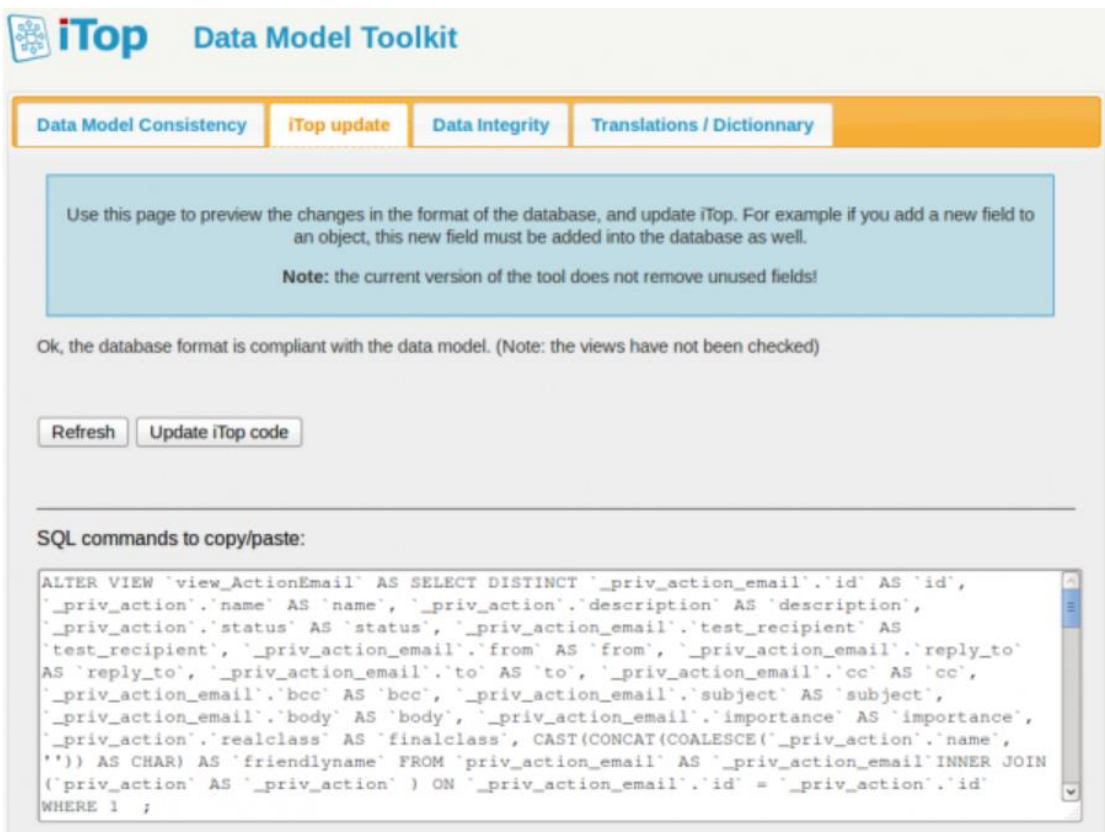 iTop Data Model Toolkit
Data Model Consistency iTop update Data Integrity Translations / Dictionnary
Use this page to preview the changes in the format of the database, and update iTop. For example if you add a new field to
an object, this new field must be added into the database as well.
Note: the current version of the tool does not remove unused fields!
Ok, the database format is compliant with the data model. (Note: the views have not been checked)
Refresh Update iTop code
SQL commands to copy/paste:
ALTER VIEW `view_ActionEmail` AS SELECT DISTINCT `_priv_action_email`.`id` AS `id`,
`_priv_action`.`name` AS `name`, `_priv_action`.`description` AS `description`,
`_priv_action`.`status` AS `status`, `_priv_action_email`.`test_recipient` AS
`test_recipient`, `_priv_action_email`.`from` AS `from`, `_priv_action_email`.`reply_to`
AS `reply_to`, `_priv_action_email`.`to` AS `to`, `_priv_action_email`.`cc` AS `cc`,
`_priv_action_email`.`bcc` AS `bcc`, `_priv_action_email`.`subject` AS `subject`,
`_priv_action_email`.`body` AS `body`, `_priv_action_email`.`importance` AS `importance`,
`_priv_action`.`realclass` AS `finalclass`, CAST(CONCAT(COALESCE(`_priv_action`.`name`,
'')) AS CHAR) AS `friendlyname` FROM `priv_action_email` AS `_priv_action_email`INNER JOIN
(`priv_action` AS `_priv_action` ) ON `_priv_action_email`.`id` = `_priv_action`.`id`
WHERE 1 ;